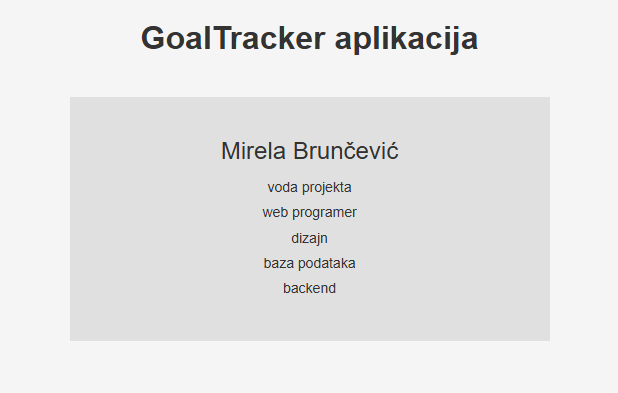 GoalTracker aplikacija
Mirela Brunčević
voda projekta
web programer
dizajn
baza podataka
backend